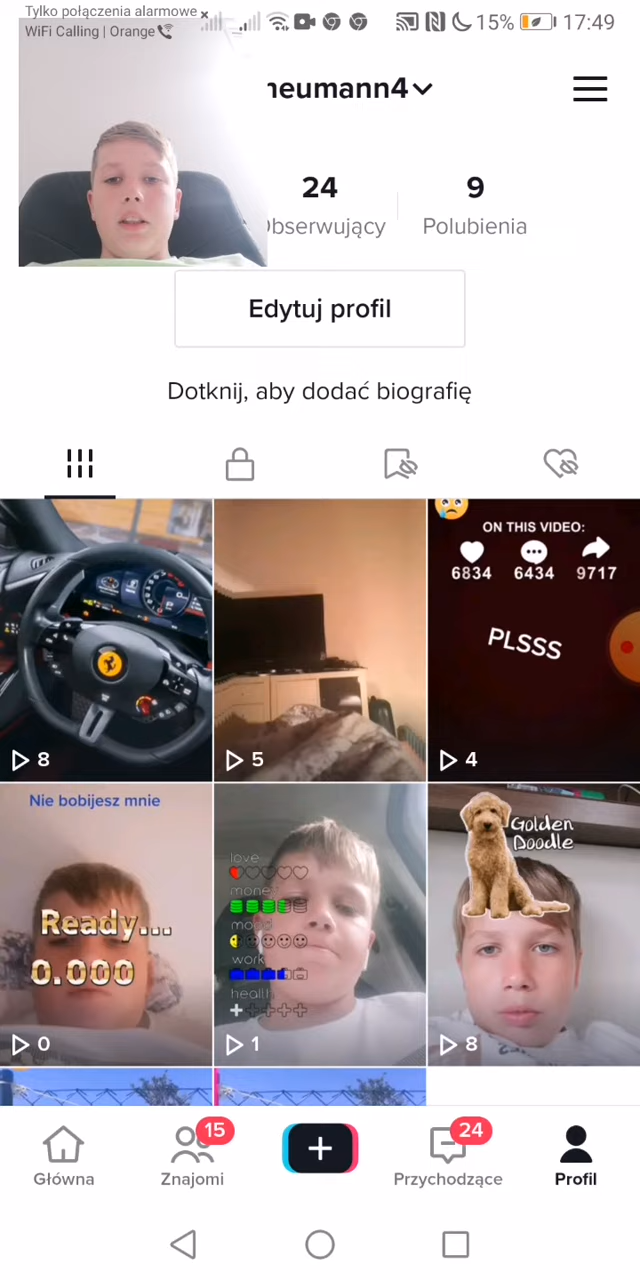 Tylko połączenia alarmowe
WiFi Calling | Orange
15%
17:49
neumann4
24
9
Obserwujący
Polubienia
Edytuj profil
Dotknij, aby dodać biografię
ON THIS VIDEO:
6834 6434 9717
PLSSS
8
5
4
Nie bobijesz mnie
Ready...
0.000
love
money
mood
work
health
Golden
Doodle
0
1
8
15
24
Główna
Znajomi
Przychodzące
Profil